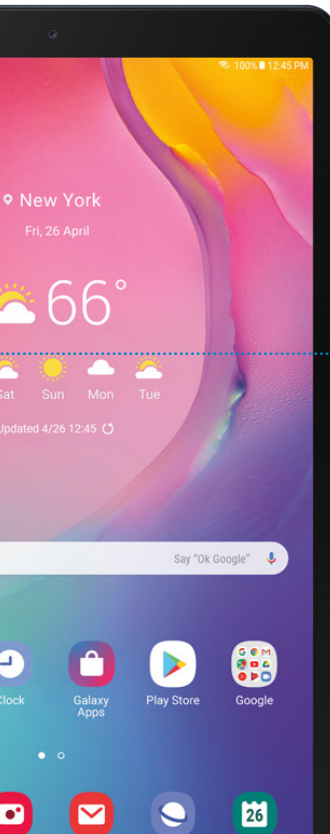 100% 12:45 PM
New York
Fri, 26 April
66°
Sat Sun Mon Tue
Updated 4/26 12:45
Say "Ok Google"
Clock Galaxy Apps Play Store Google
26